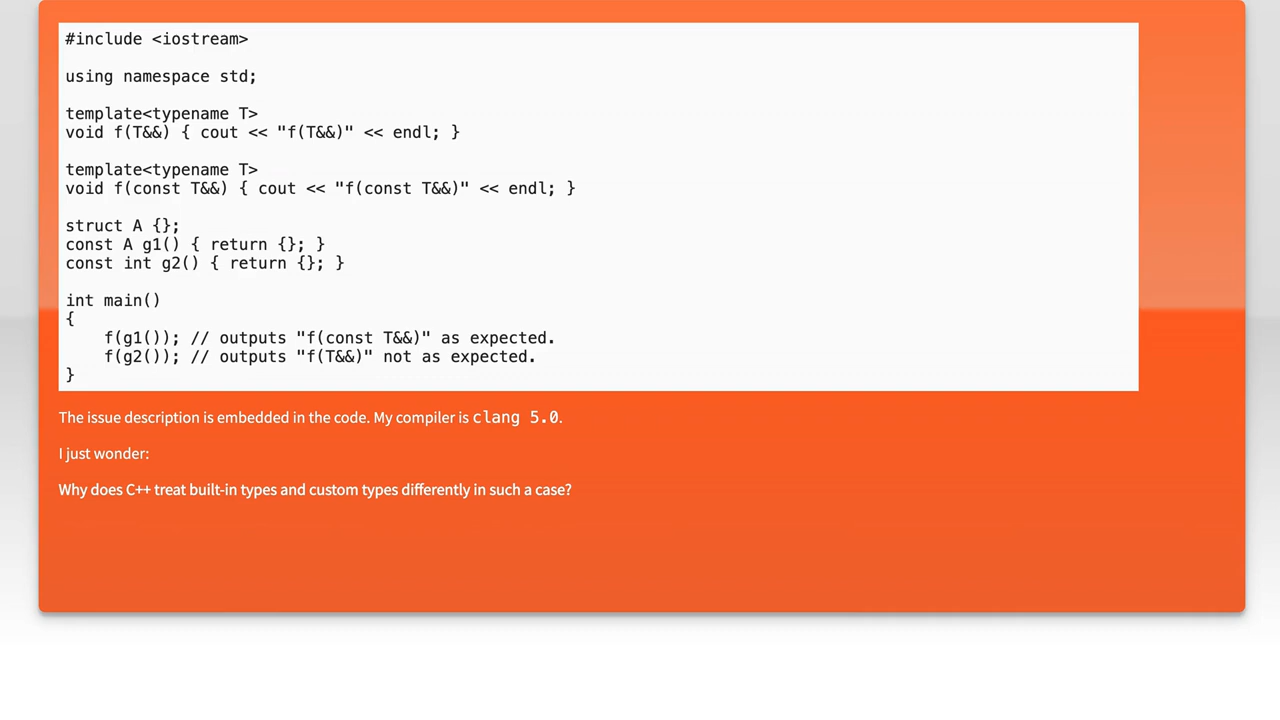 #include <iostream>
using namespace std;
template<typename T>
void f(T&&) { cout << "f(T&&)" << endl; }
template<typename T>
void f(const T&&) { cout << "f(const T&&)" << endl; }
struct A {};
const A g1() { return {}; }
const int g2() { return {}; }
int main()
{
    f(g1()); // outputs "f(const T&&)" as expected.
    f(g2()); // outputs "f(T&&)" not as expected.
}
The issue description is embedded in the code. My compiler is clang 5.0.
I just wonder:
Why does C++ treat built-in types and custom types differently in such a case?